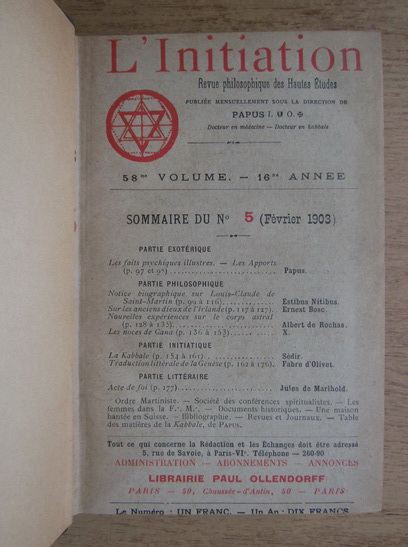 L'Initiation
Revue philosophique des Hautes Études
PUBLIÉE MENSUELLEMENT SOUS LA DIRECTION DE
PAPUS
Docteur en médecine — Docteur en kabbale
58me VOLUME. — 16me ANNÉE
SOMMAIRE DU No 5 (Février 1903)
PARTIE EXOTÉRIQUE
Les faits psychiques illustres. — Les Apports
(p. 97 et 98) Papus.
PARTIE PHILOSOPHIQUE
Notice biographique sur Louis-Claude de
Saint-Martin (p. 99 à 116) Estibus Nitibus.
Sur les anciens dieux de l'Irlande (p. 117 à 127). Ernest Bosc.
Nouvelles expériences sur le corps astral
(p. 128 à 135) Albert de Rochas.
Les noces de Cana (p. 136 à 153) X.
PARTIE INITIATIQUE
La Kabbale (p. 154 à 161) Sédir.
Traduction littérale de la Genèse (p. 162 à 176). Fabre d'Olivet.
PARTIE LITTÉRAIRE
Acte de foi (p. 177) Jules de Marthold.
Ordre Martiniste. — Société des conférences spiritualistes. — Les
femmes dans la F∴ M∴. — Documents historiques. — Une maison
hantée en Suisse. — Bibliographie. — Revues et Journaux. — Table
des matières de la Kabbale, de PAPUS.
Tout ce qui concerne la Rédaction et les Échanges doit être adressé
5, rue de Savoie, à Paris-VIe. Téléphone — 260-90
ADMINISTRATION — ABONNEMENTS — ANNONCES
LIBRAIRIE PAUL OLLENDORFF
PARIS — 50, Chaussée-d'Antin, 50 — PARIS
Le Numéro : UN FRANC. — Un An : DIX FRANCS